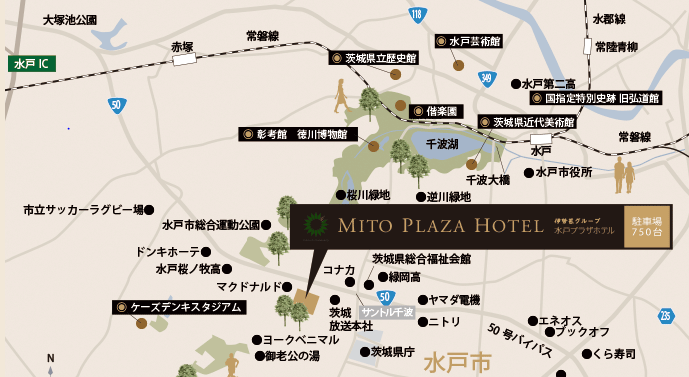 大塚池公園
118
水郡線
常磐線
赤塚
水戸芸術館
常陸青柳
水戸 IC
茨城県立歴史館
349
水戸第二高
50
国指定特別史跡 旧弘道館
偕楽園
茨城県近代美術館
彰考館 徳川博物館
千波湖
水戸
常磐線
千波大橋
水戸市役所
桜川緑地
逆川緑地
市立サッカーラグビー場
水戸市総合運動公園
MITO PLAZA HOTEL
伊勢甚グループ
水戸プラザホテル
駐車場
750台
ドンキホーテ
水戸桜ノ牧高
コナカ
茨城県総合福祉会館
緑岡高
マクドナルド
50
ヤマダ電機
ケーズデンキスタジアム
茨城
放送本社
サントル千波
ニトリ
50 号バイパス
エネオス
235
ブックオフ
ヨークベニマル
御老公の湯
茨城県庁
水戸市
くら寿司
N